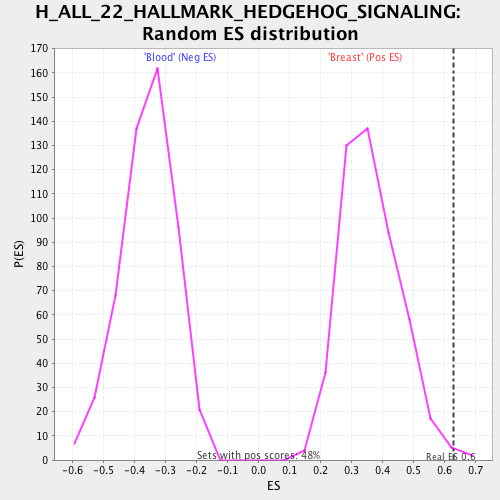 H_ALL_22_HALLMARK_HEDGEHOG_SIGNALING:
Random ES distribution
'Blood' (Neg ES) 'Breast' (Pos ES)
170
160
150
140
130
120
110
100
90
80
70
60
50
40
30
20
10
0
P(ES)
Sets with pos scores: 48%
Real ES 0.6
-0.6 -0.5 -0.4 -0.3 -0.2 -0.1 0.0 0.1 0.2 0.3 0.4 0.5 0.6 0.7
ES